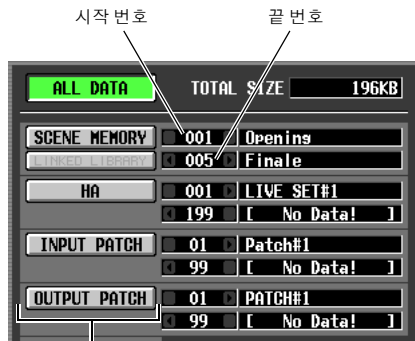 시작 번호 끝 번호
ALL DATA TOTAL SIZE 196KB
SCENE MEMORY 001 Opening
LINKED LIBRARY 005 Finale
HA 001 LIVE SET#1
199 [ No Data! ]
INPUT PATCH 01 Patch#1
99 [ No Data! ]
OUTPUT PATCH 01 PATCH#1
99 [ No Data! ]